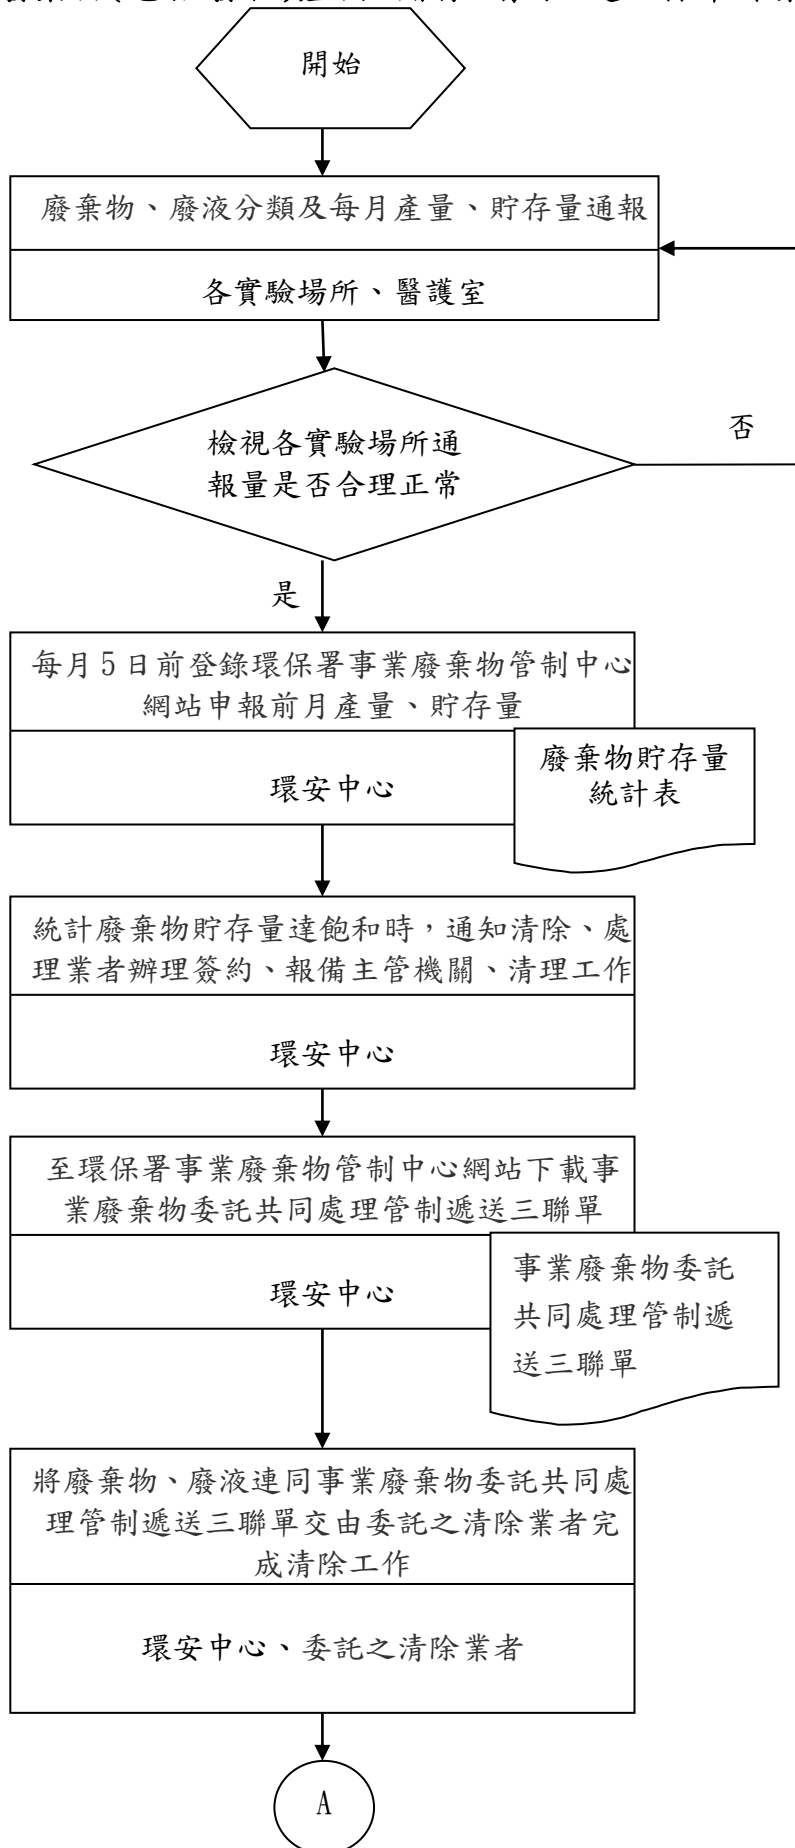 開始
廢棄物、廢液分類及每月產量、貯存量通報
各實驗場所、醫護室
檢視各實驗場所通
報量是否合理正常
否
是
每月5日前登錄環保署事業廢棄物管制中心
網站申報前月產量、貯存量
環安中心
廢棄物貯存量
統計表
統計廢棄物貯存量達飽和時，通知清除、處
理業者辦理簽約、報備主管機關、清理工作
環安中心
至環保署事業廢棄物管制中心網站下載事
業廢棄物委託共同處理管制遞送三聯單
環安中心
事業廢棄物委託
共同處理管制遞
送三聯單
將廢棄物、廢液連同事業廢棄物委託共同處
理管制遞送三聯單交由委託之清除業者完
成清除工作
環安中心、委託之清除業者
A